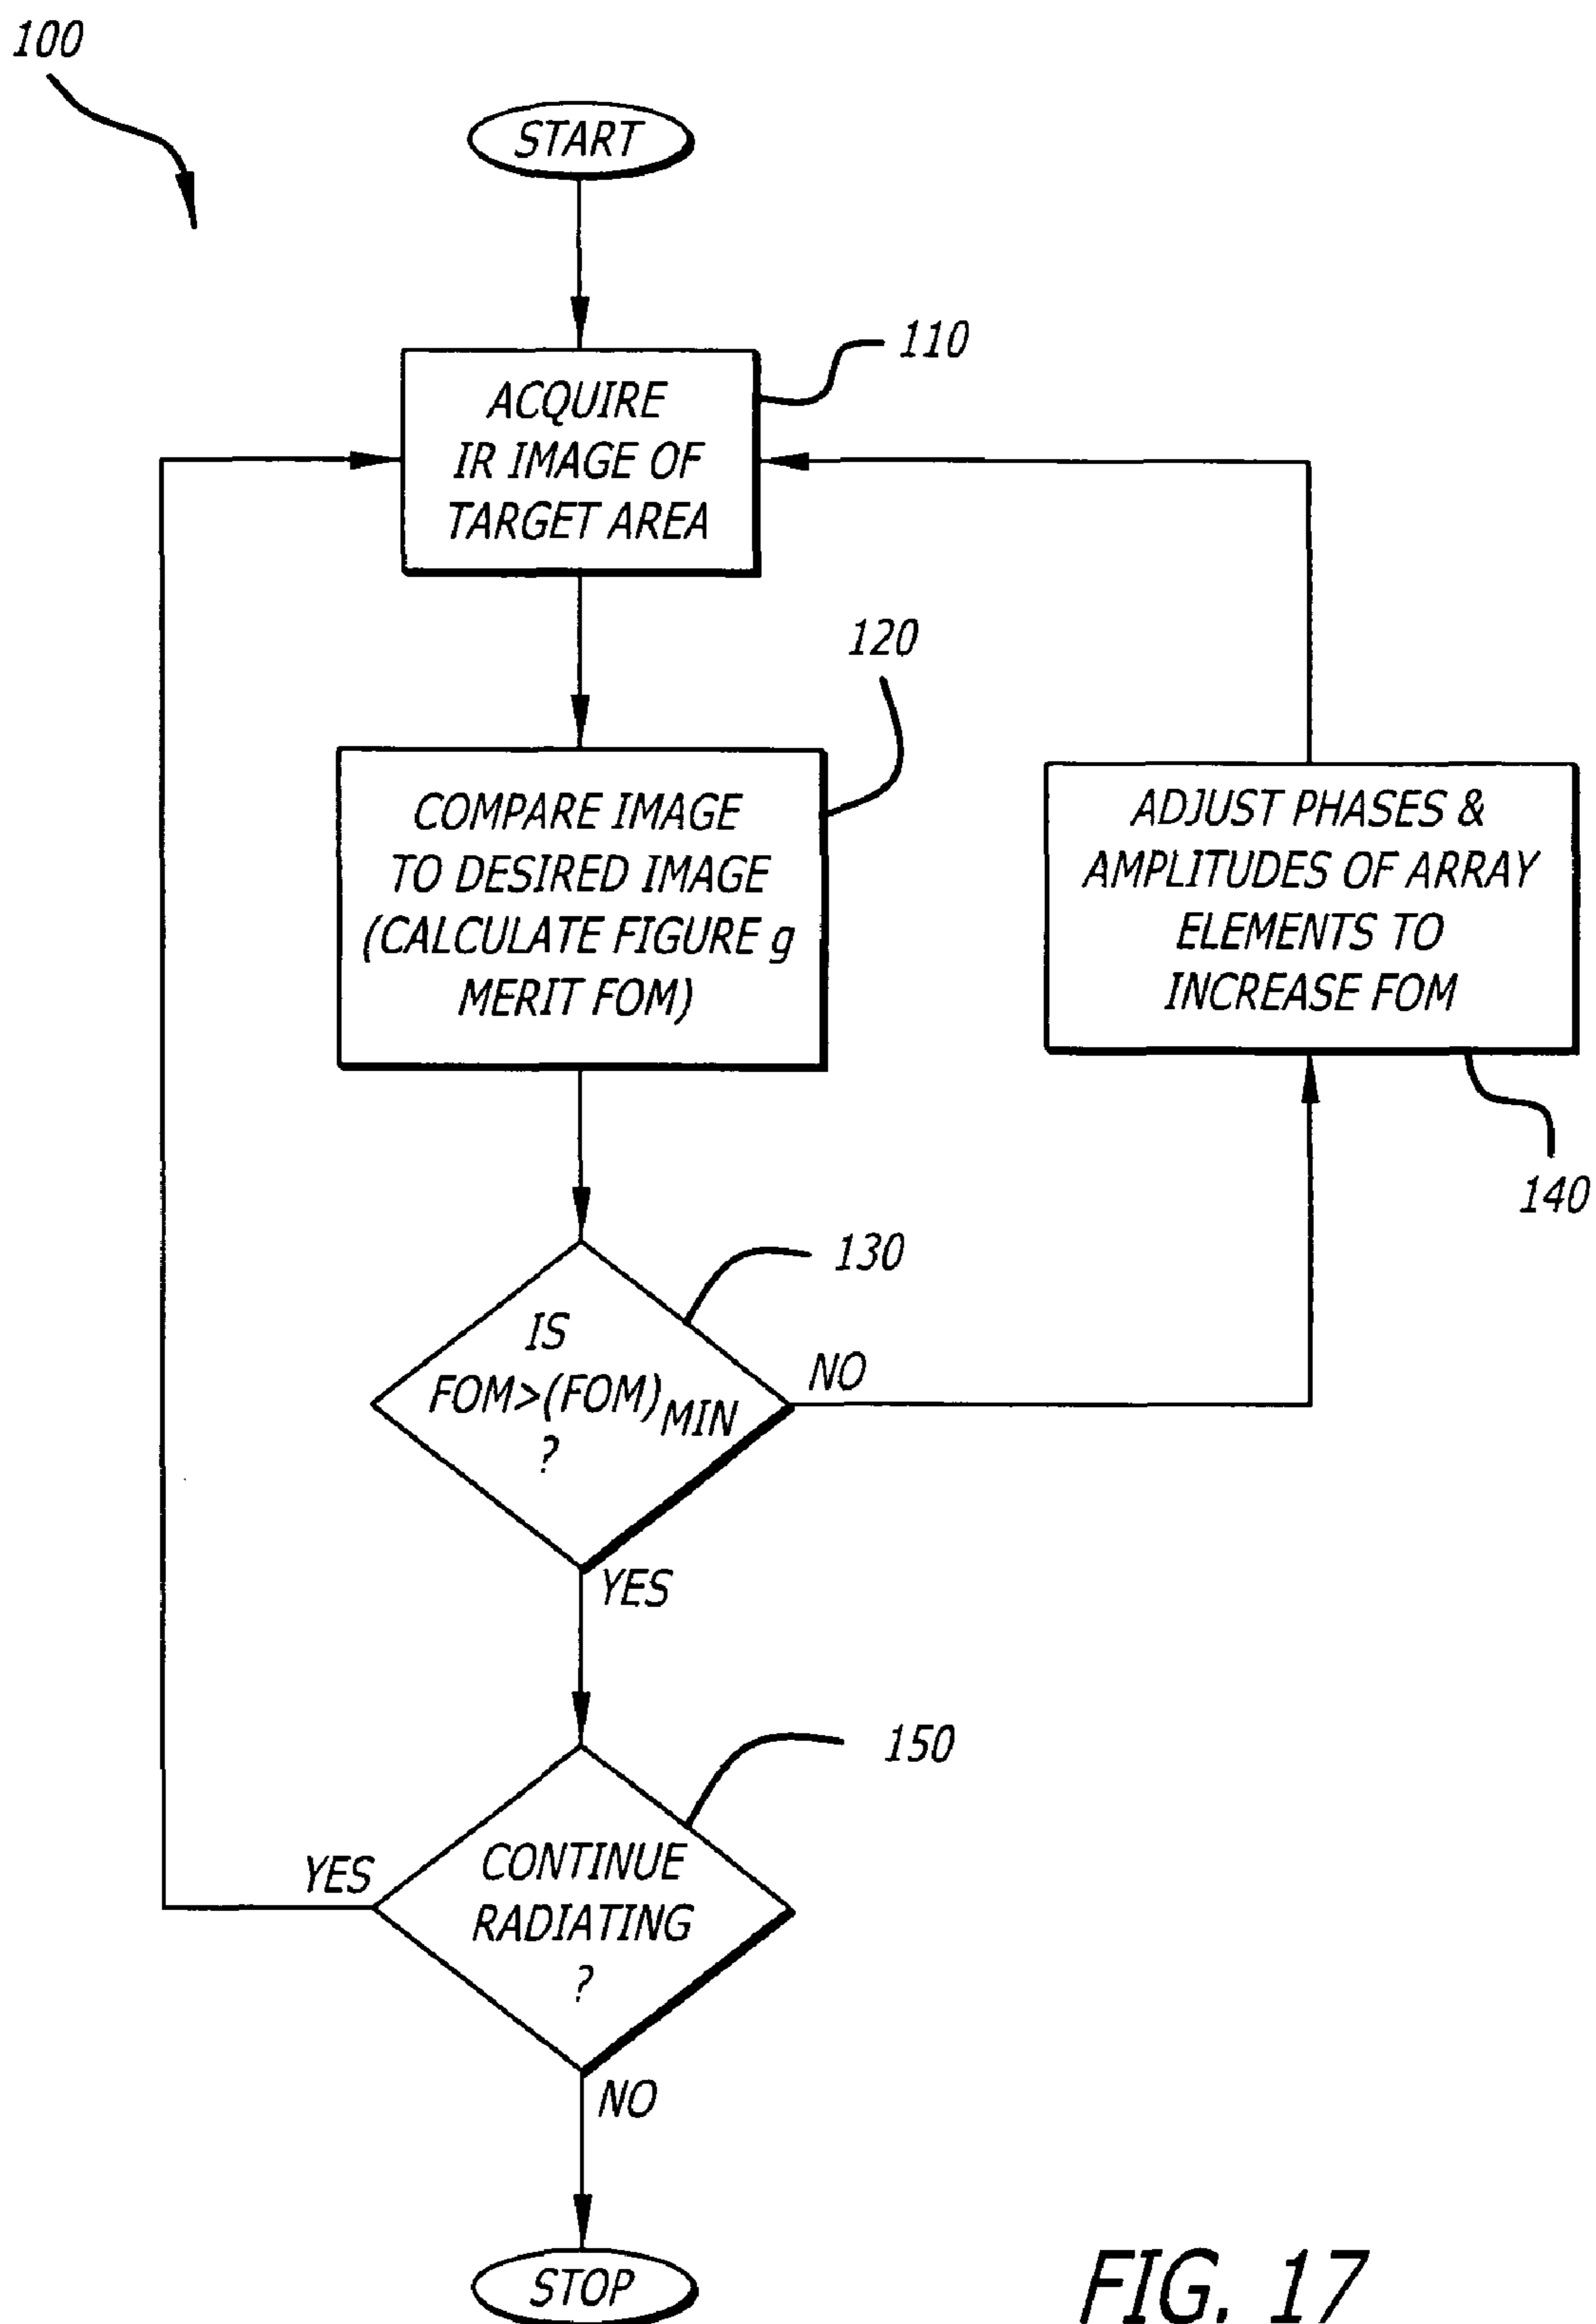 100
START
110
ACQUIRE
IR IMAGE OF
TARGET AREA
120
COMPARE IMAGE
TO DESIRED IMAGE
(CALCULATE FIGURE g
MERIT FOM)
ADJUST PHASES &
AMPLITUDES OF ARRAY
ELEMENTS TO
INCREASE FOM
140
130
IS
FOM>(FOM)MIN
?
NO
YES
150
CONTINUE
RADIATING
?
YES
NO
STOP
FIG. 17